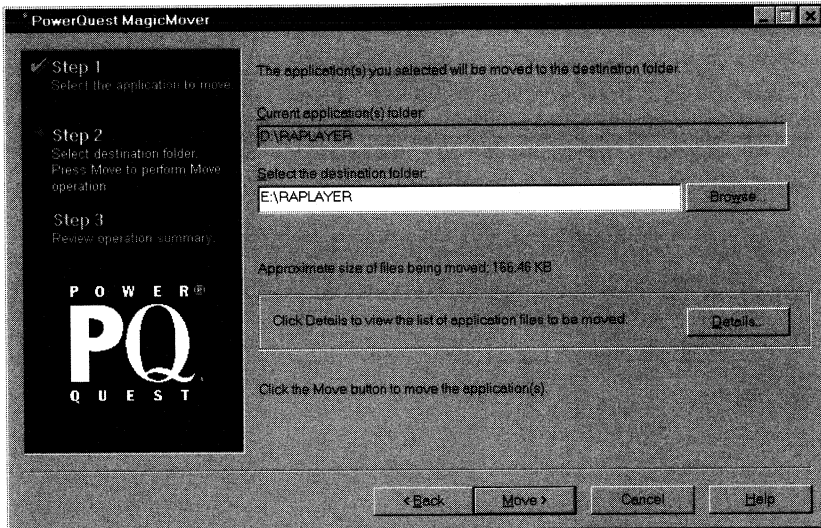 PowerQuest MagicMover
Step 1
Select the application to move.
Step 2
Select destination folder.
Press Move to perform Move
operation.
Step 3
Review operation summary.
POWER®
PQ
QUEST
The application(s) you selected will be moved to the destination folder.
Current application(s) folder:
D:\RAPLAYER
Select the destination folder:
E:\RAPLAYER
Browse...
Approximate size of files being moved: 166.46 KB
Click Details to view the list of application files to be moved.
Details...
Click the Move button to move the application(s).
< Back
Move >
Cancel
Help